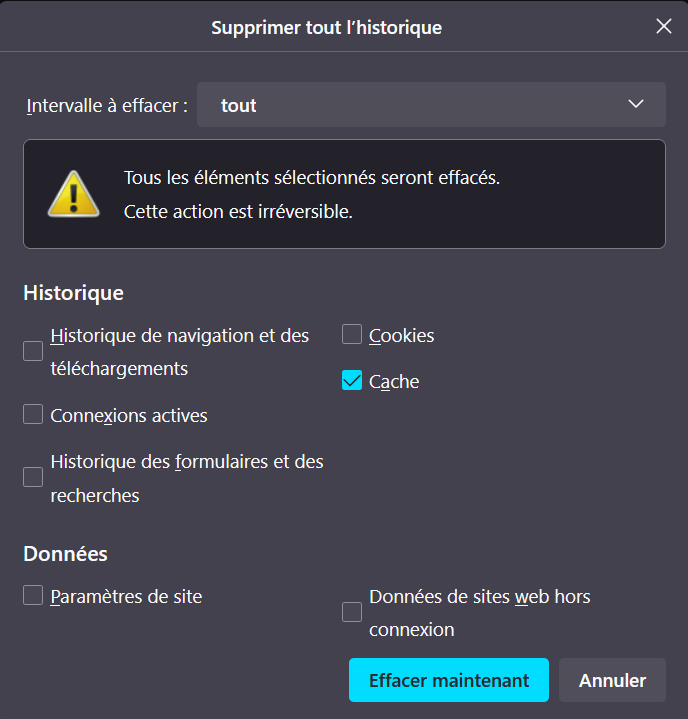 Supprimer tout l’historique
Intervalle à effacer : tout
Tous les éléments sélectionnés seront effacés.
Cette action est irréversible.
Historique
Historique de navigation et des
téléchargements
Cookies
Cache
Connexions actives
Historique des formulaires et des
recherches
Données
Paramètres de site
Données de sites web hors
connexion
Effacer maintenant
Annuler